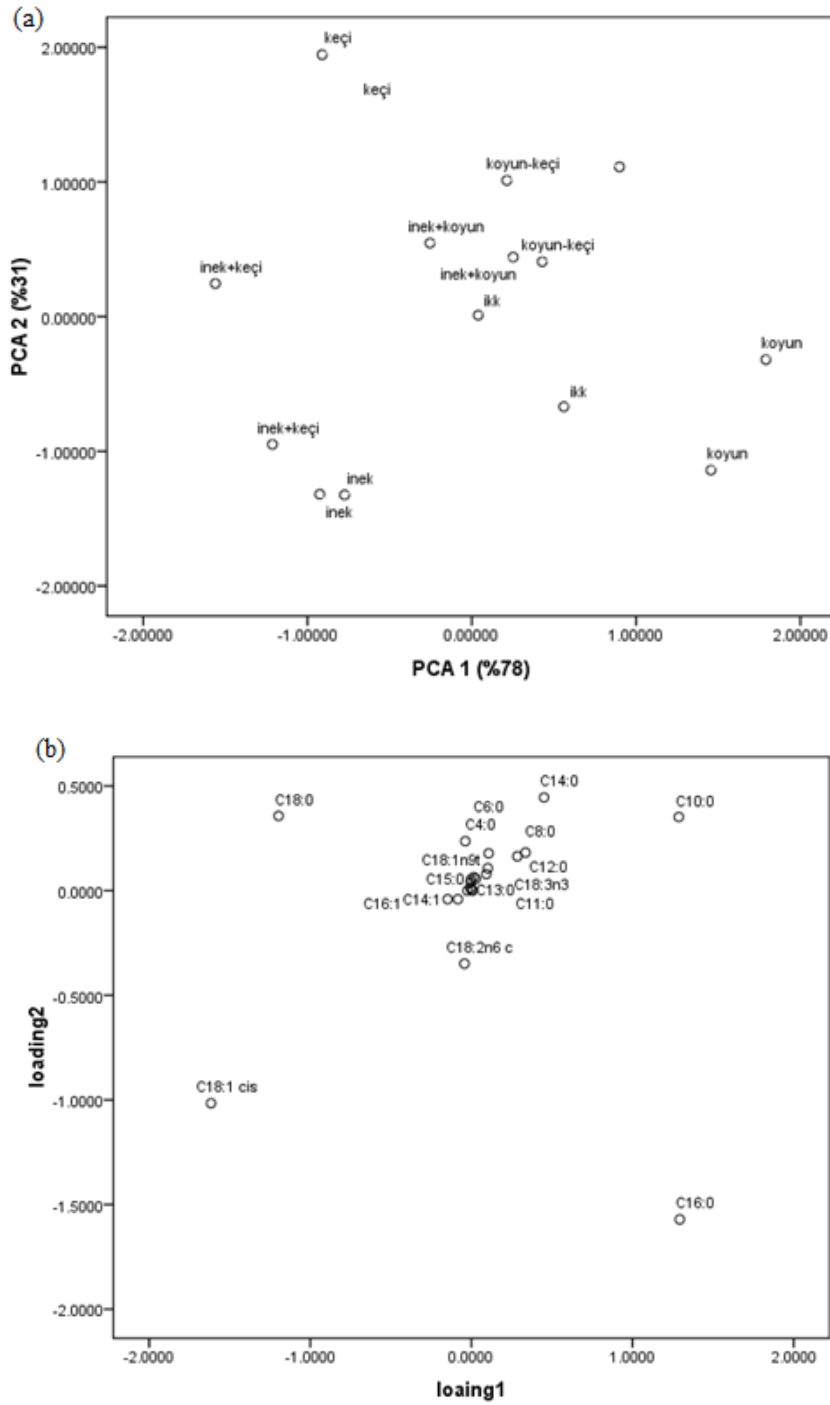 (a)
2.00000
1.00000
0.00000
-1.00000
-2.00000
PCA 2 (%31)
keçi
keçi
koyun-keçi
inek+koyun
koyun-keçi
inek+koyun
inek+keçi
ikk
koyun
ikk
inek+keçi
koyun
inek
inek
-2.00000 -1.00000 0.00000 1.00000 2.00000
PCA 1 (%78)
(b)
0.5000
0.0000
-0.5000
-1.0000
-1.5000
-2.0000
loading2
C14:0
C18:0
C6:0
C10:0
C4:0
C8:0
C18:1n9t
C12:0
C15:0
C13:0
C18:3n3
C16:1
C14:1
C11:0
C18:2n6 c
C18:1 cis
C16:0
-2.0000 -1.0000 0.0000 1.0000 2.0000
loaing1